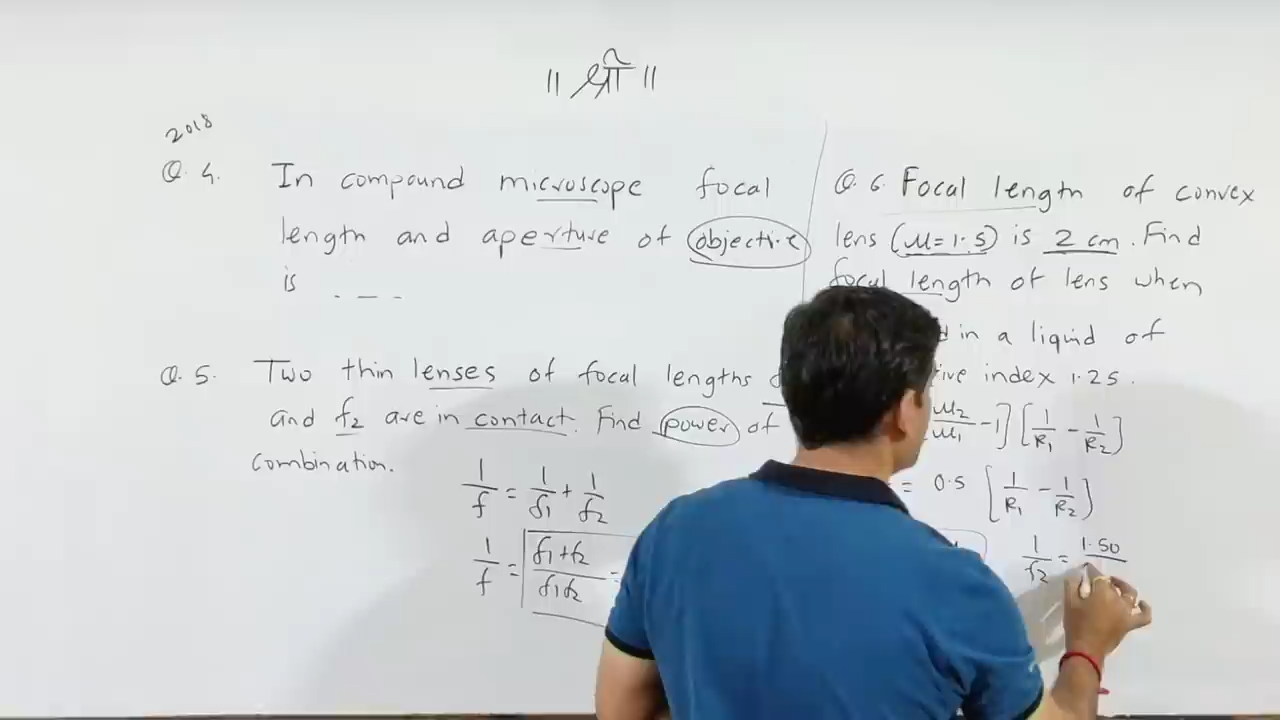 ॥ श्री ॥
2018
Q. 4. In compound microscope focal
length and aperture of objective
is ----
Q. 5. Two thin lenses of focal lengths
and f₂ are in contact. Find power of
combination.
1/f = 1/f₁ + 1/f₂
1/f = f₁+f₂/f₁f₂ =
Q. 6. Focal length of convex
lens (μ=1.5) is 2 cm. Find
focal length of lens when
in a liquid of
index 1.25.
μ₂/μ₁ -1] [1/R₁ - 1/R₂]
= 0.5 [1/R₁ - 1/R₂]
1/f₂ = 1.50